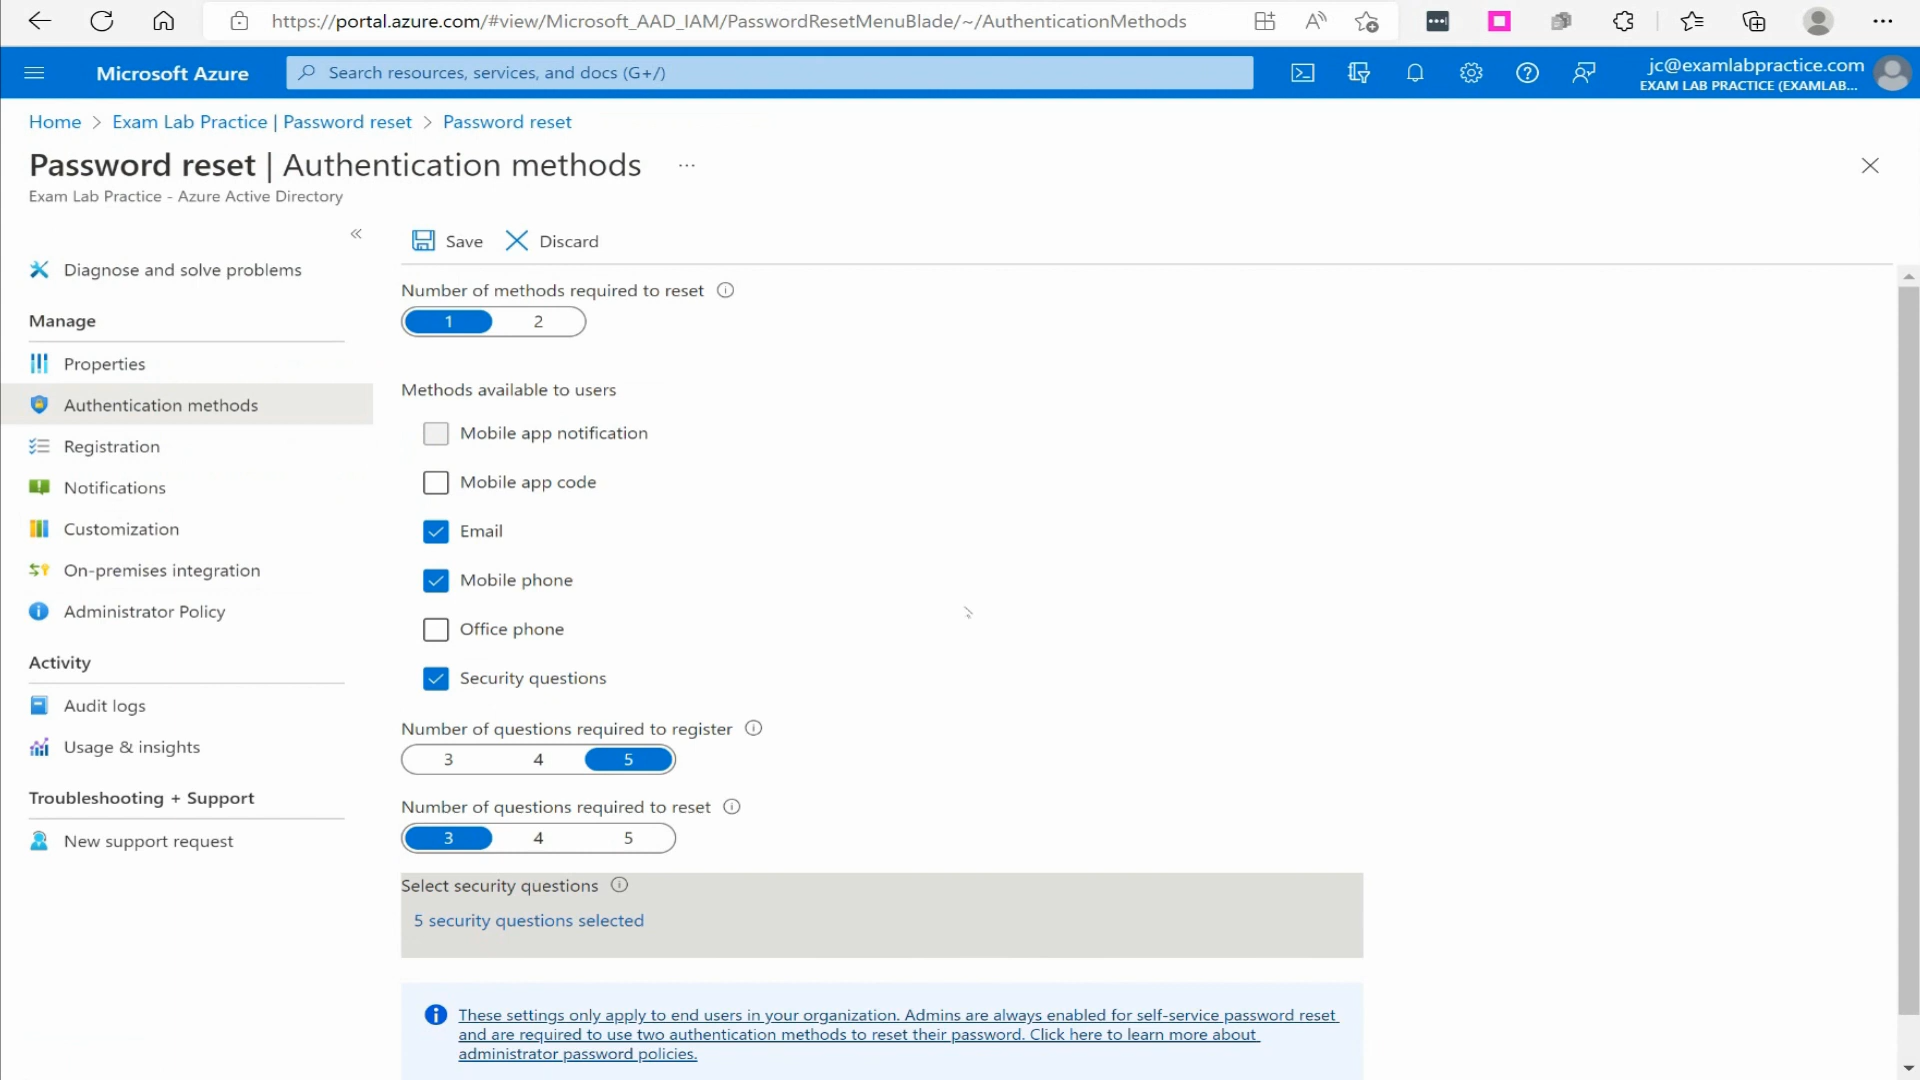 https://portal.azure.com/#view/Microsoft_AAD_IAM/PasswordResetMenuBlade/~/AuthenticationMethods
Microsoft Azure
Search resources, services, and docs (G+/)
jc@examlabpractice.com
EXAM LAB PRACTICE (EXAMLAB...
Home > Exam Lab Practice | Password reset > Password reset
Password reset | Authentication methods ...
Exam Lab Practice - Azure Active Directory
Save
Discard
Diagnose and solve problems
Manage
Properties
Authentication methods
Registration
Notifications
Customization
On-premises integration
Administrator Policy
Activity
Audit logs
Usage & insights
Troubleshooting + Support
New support request
Number of methods required to reset
1 2
Methods available to users
Mobile app notification
Mobile app code
Email
Mobile phone
Office phone
Security questions
Number of questions required to register
3 4 5
Number of questions required to reset
3 4 5
Select security questions
5 security questions selected
These settings only apply to end users in your organization. Admins are always enabled for self-service password reset
and are required to use two authentication methods to reset their password. Click here to learn more about
administrator password policies.